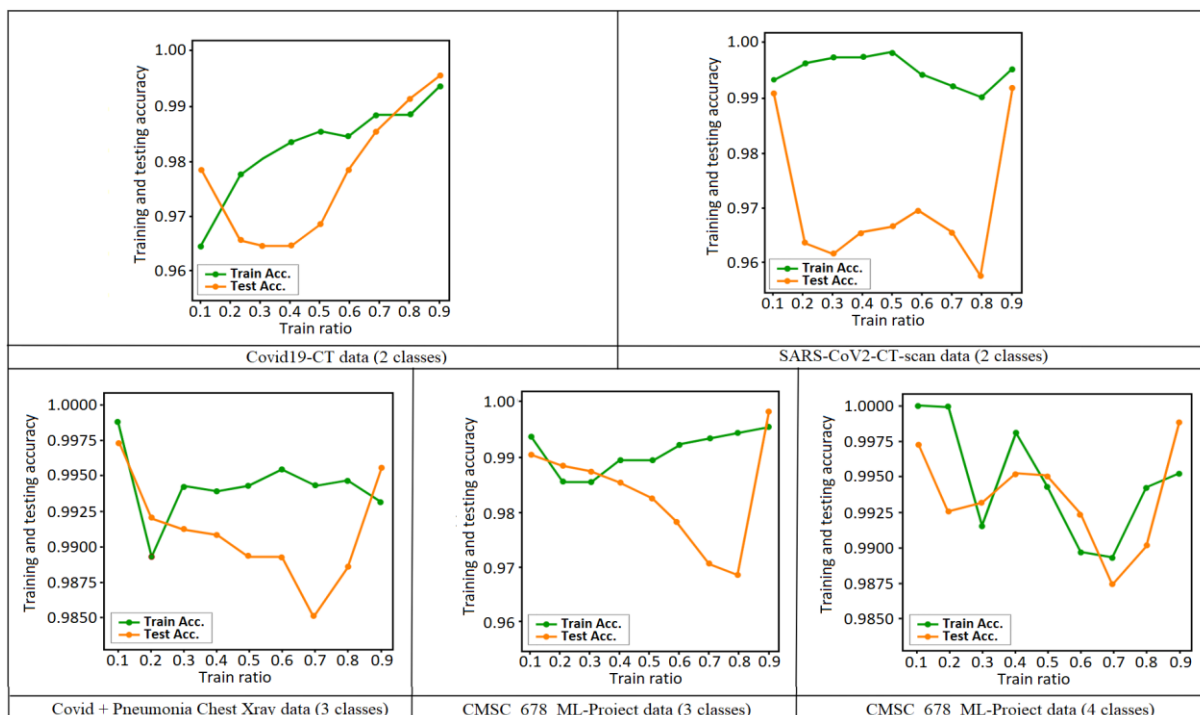 Training and testing accuracy
1.00
0.99
0.98
0.97
0.96
Train Acc.
Test Acc.
0.1 0.2 0.3 0.4 0.5 0.6 0.7 0.8 0.9
Train ratio
Covid19-CT data (2 classes)
Training and testing accuracy
1.00
0.99
0.98
0.97
0.96
Train Acc.
Test Acc.
0.1 0.2 0.3 0.4 0.5 0.6 0.7 0.8 0.9
Train ratio
SARS-CoV2-CT-scan data (2 classes)
Training and testing accuracy
1.0000
0.9975
0.9950
0.9925
0.9900
0.9875
0.9850
Train Acc.
Test Acc.
0.1 0.2 0.3 0.4 0.5 0.6 0.7 0.8 0.9
Train ratio
Covid + Pneumonia Chest Xray data (3 classes)
Training and testing accuracy
1.00
0.99
0.98
0.97
0.96
Train Acc.
Test Acc.
0.1 0.2 0.3 0.4 0.5 0.6 0.7 0.8 0.9
Train ratio
CMSC_678_ML-Project data (3 classes)
Training and testing accuracy
1.0000
0.9975
0.9950
0.9925
0.9900
0.9875
0.9850
Train Acc.
Test Acc.
0.1 0.2 0.3 0.4 0.5 0.6 0.7 0.8 0.9
Train ratio
CMSC_678_ML-Project data (4 classes)